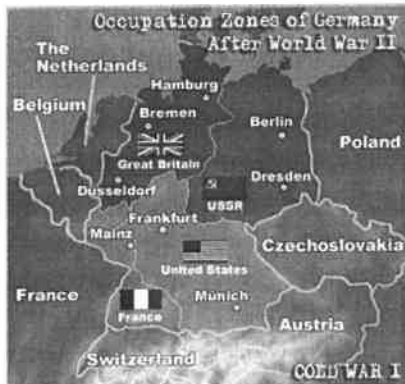 Occupation Zones of Germany
After World War II
The
Netherlands
Hamburg
Belgium
Bremen
Berlin
Poland
Great Britain
Dusseldorf
Dresden
USSR
Frankfurt
Mainz
Czechoslovakia
United States
France
France
Münich
Austria
Switzerland
COLD WAR I